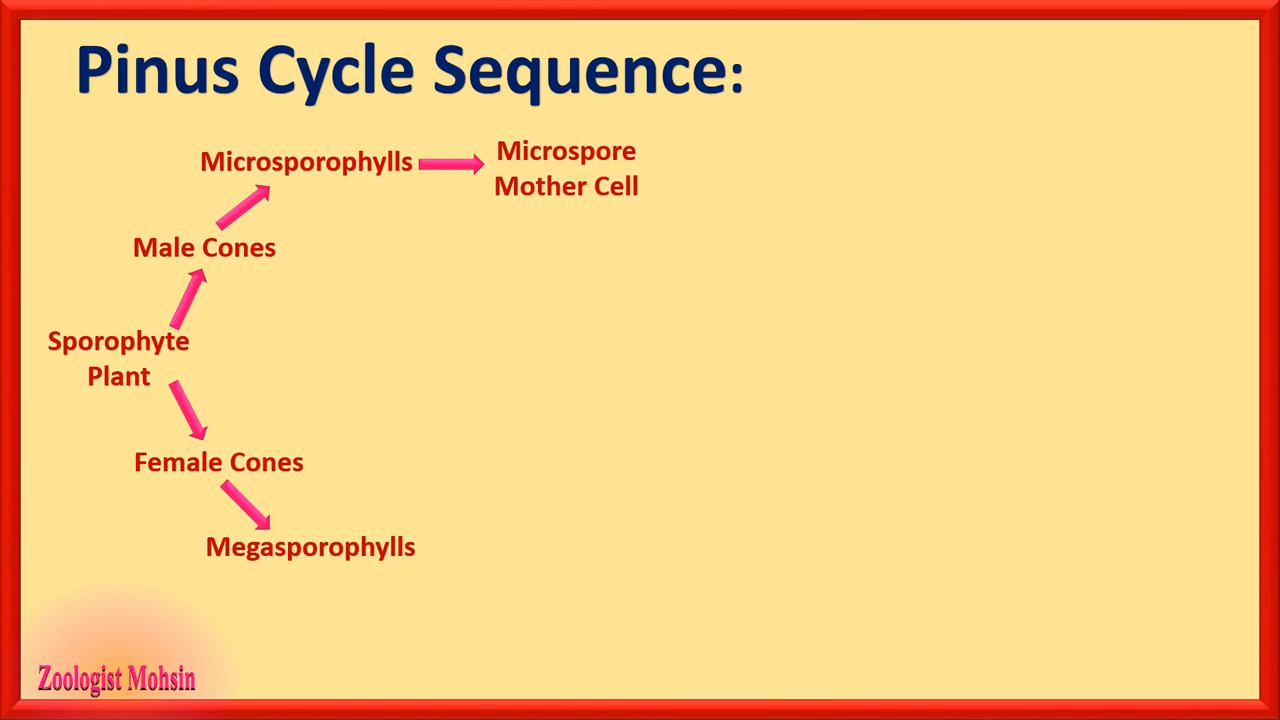 Pinus Cycle Sequence:
Microsporophylls
Microspore
Mother Cell
Male Cones
Sporophyte
Plant
Female Cones
Megasporophylls
Zoologist Mohsin